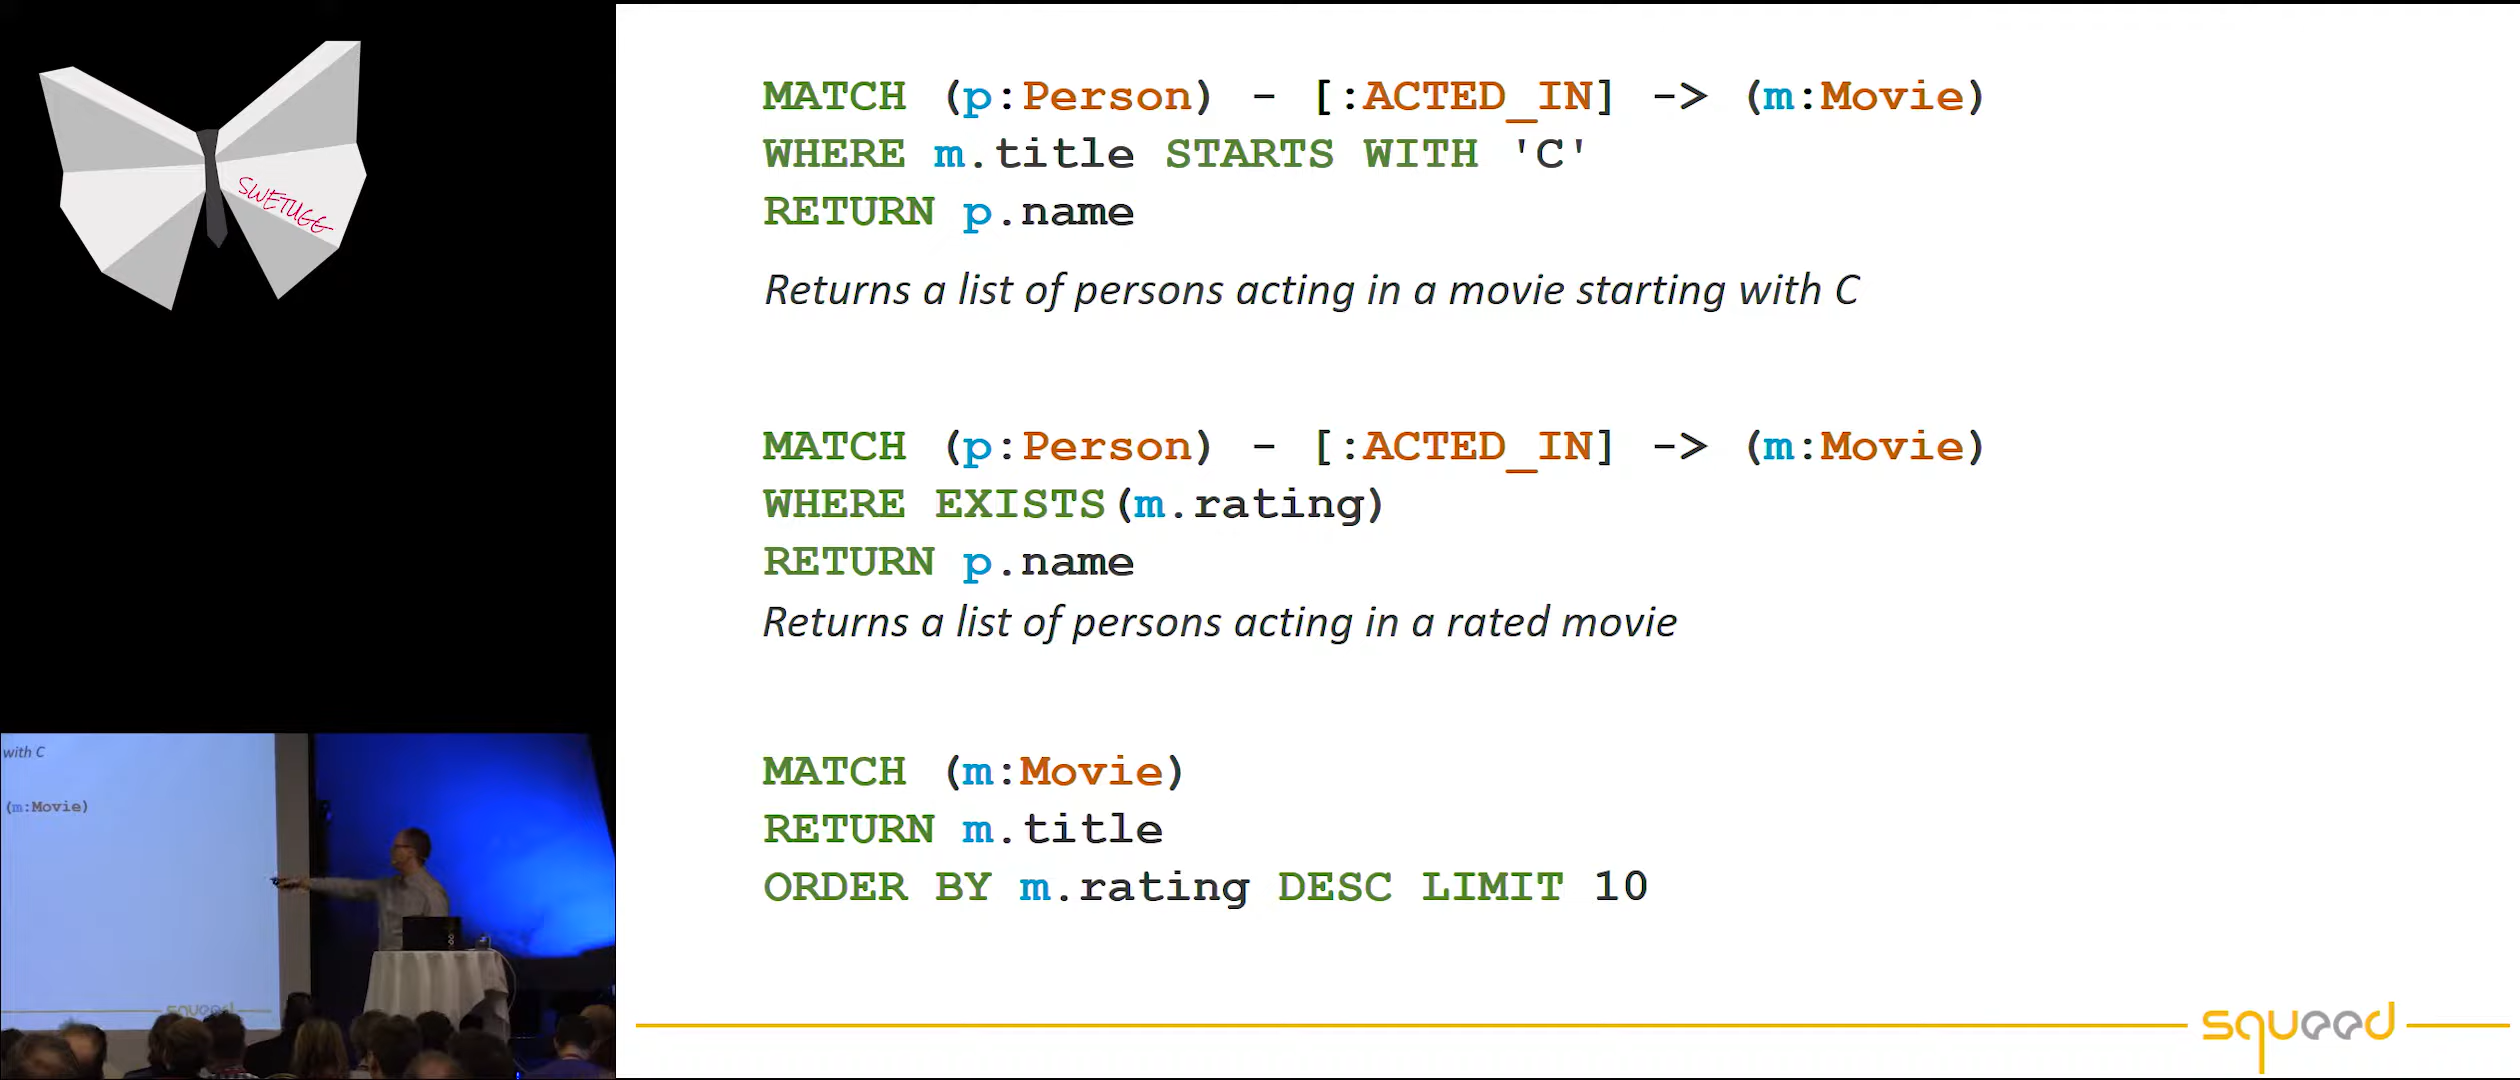 SWETUGG
MATCH (p:Person) - [:ACTED_IN] -> (m:Movie)
WHERE m.title STARTS WITH 'C'
RETURN p.name
Returns a list of persons acting in a movie starting with C
MATCH (p:Person) - [:ACTED_IN] -> (m:Movie)
WHERE EXISTS(m.rating)
RETURN p.name
Returns a list of persons acting in a rated movie
MATCH (m:Movie)
RETURN m.title
ORDER BY m.rating DESC LIMIT 10
squeed
with C
(m:Movie)
squeed